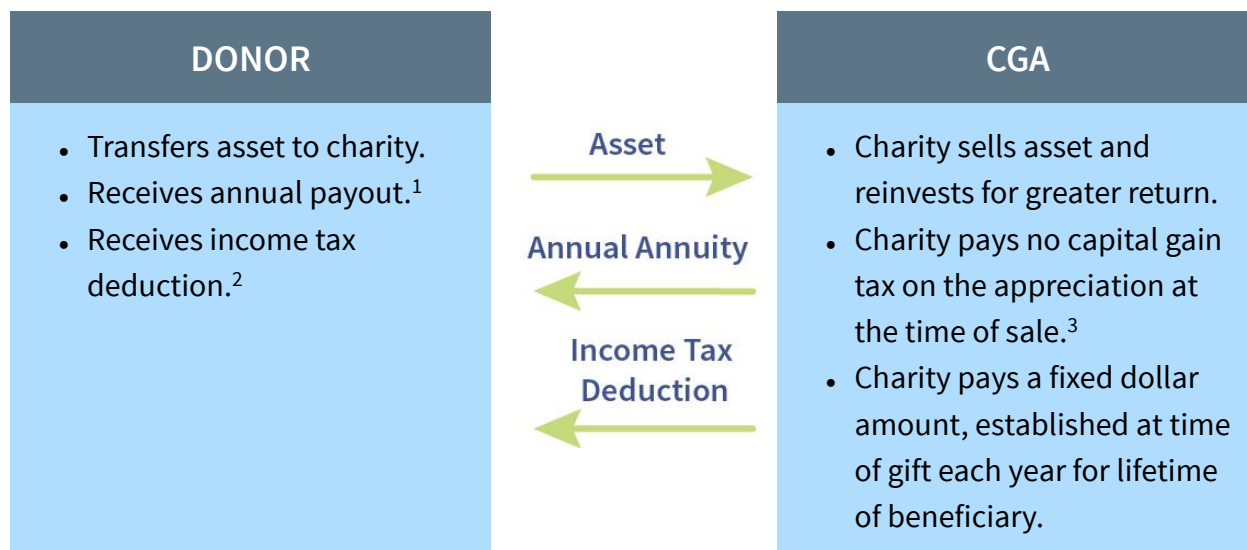 DONOR
• Transfers asset to charity.
• Receives annual payout.1
• Receives income tax
deduction.2
Asset
Annual Annuity
Income Tax
Deduction
CGA
• Charity sells asset and
reinvests for greater return.
• Charity pays no capital gain
tax on the appreciation at
the time of sale.3
• Charity pays a fixed dollar
amount, established at time
of gift each year for lifetime
of beneficiary.